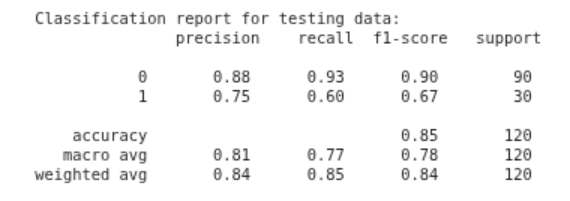 Classification report for testing data:
precision recall f1-score support
0 0.88 0.93 0.90 90
1 0.75 0.60 0.67 30
accuracy 0.85 120
macro avg 0.81 0.77 0.78 120
weighted avg 0.84 0.85 0.84 120